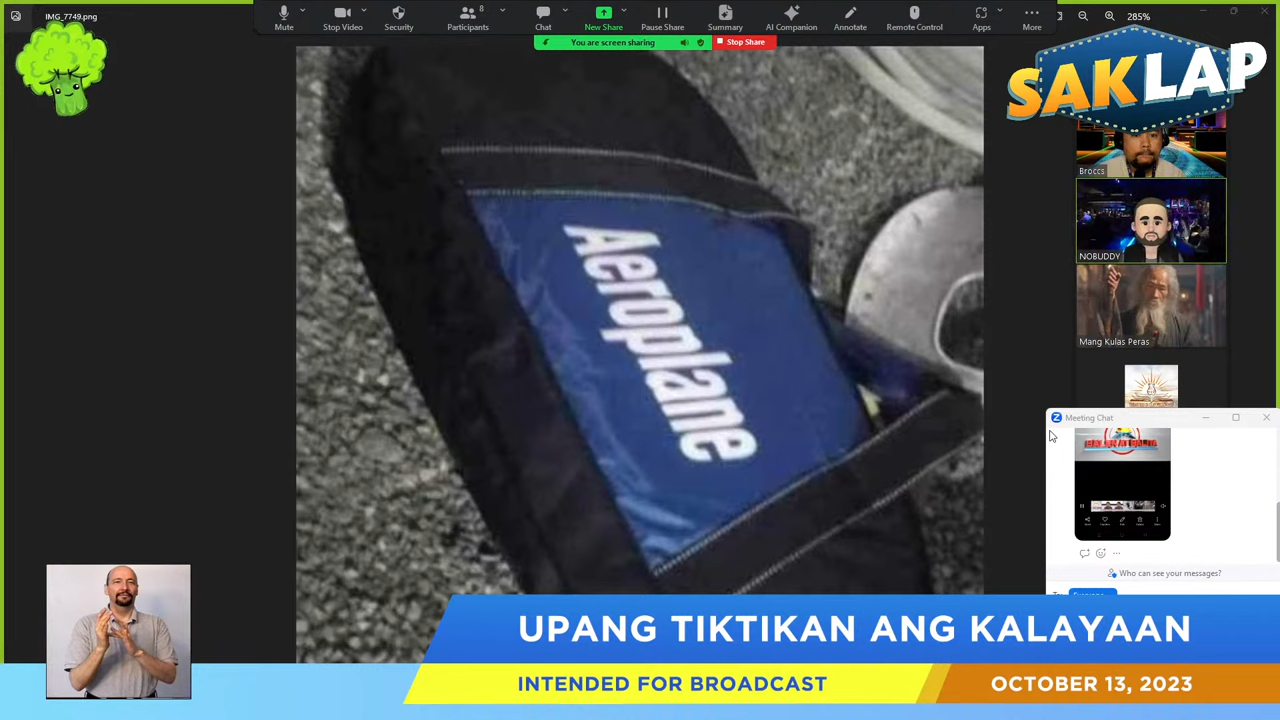 IMG_7749.png
8
285%
Mute
Stop Video
Security
Participants
Chat
New Share
Pause Share
Summary
AI Companion
Annotate
Remote Control
Apps
More
You are screen sharing
Stop Share
SAKLAP
Aeroplane
Broccs
NOBUDDY
Mang Kulas Peras
Meeting Chat
Who can see your messages?
UPANG TIKTIKAN ANG KALAYAAN
INTENDED FOR BROADCAST
OCTOBER 13, 2023